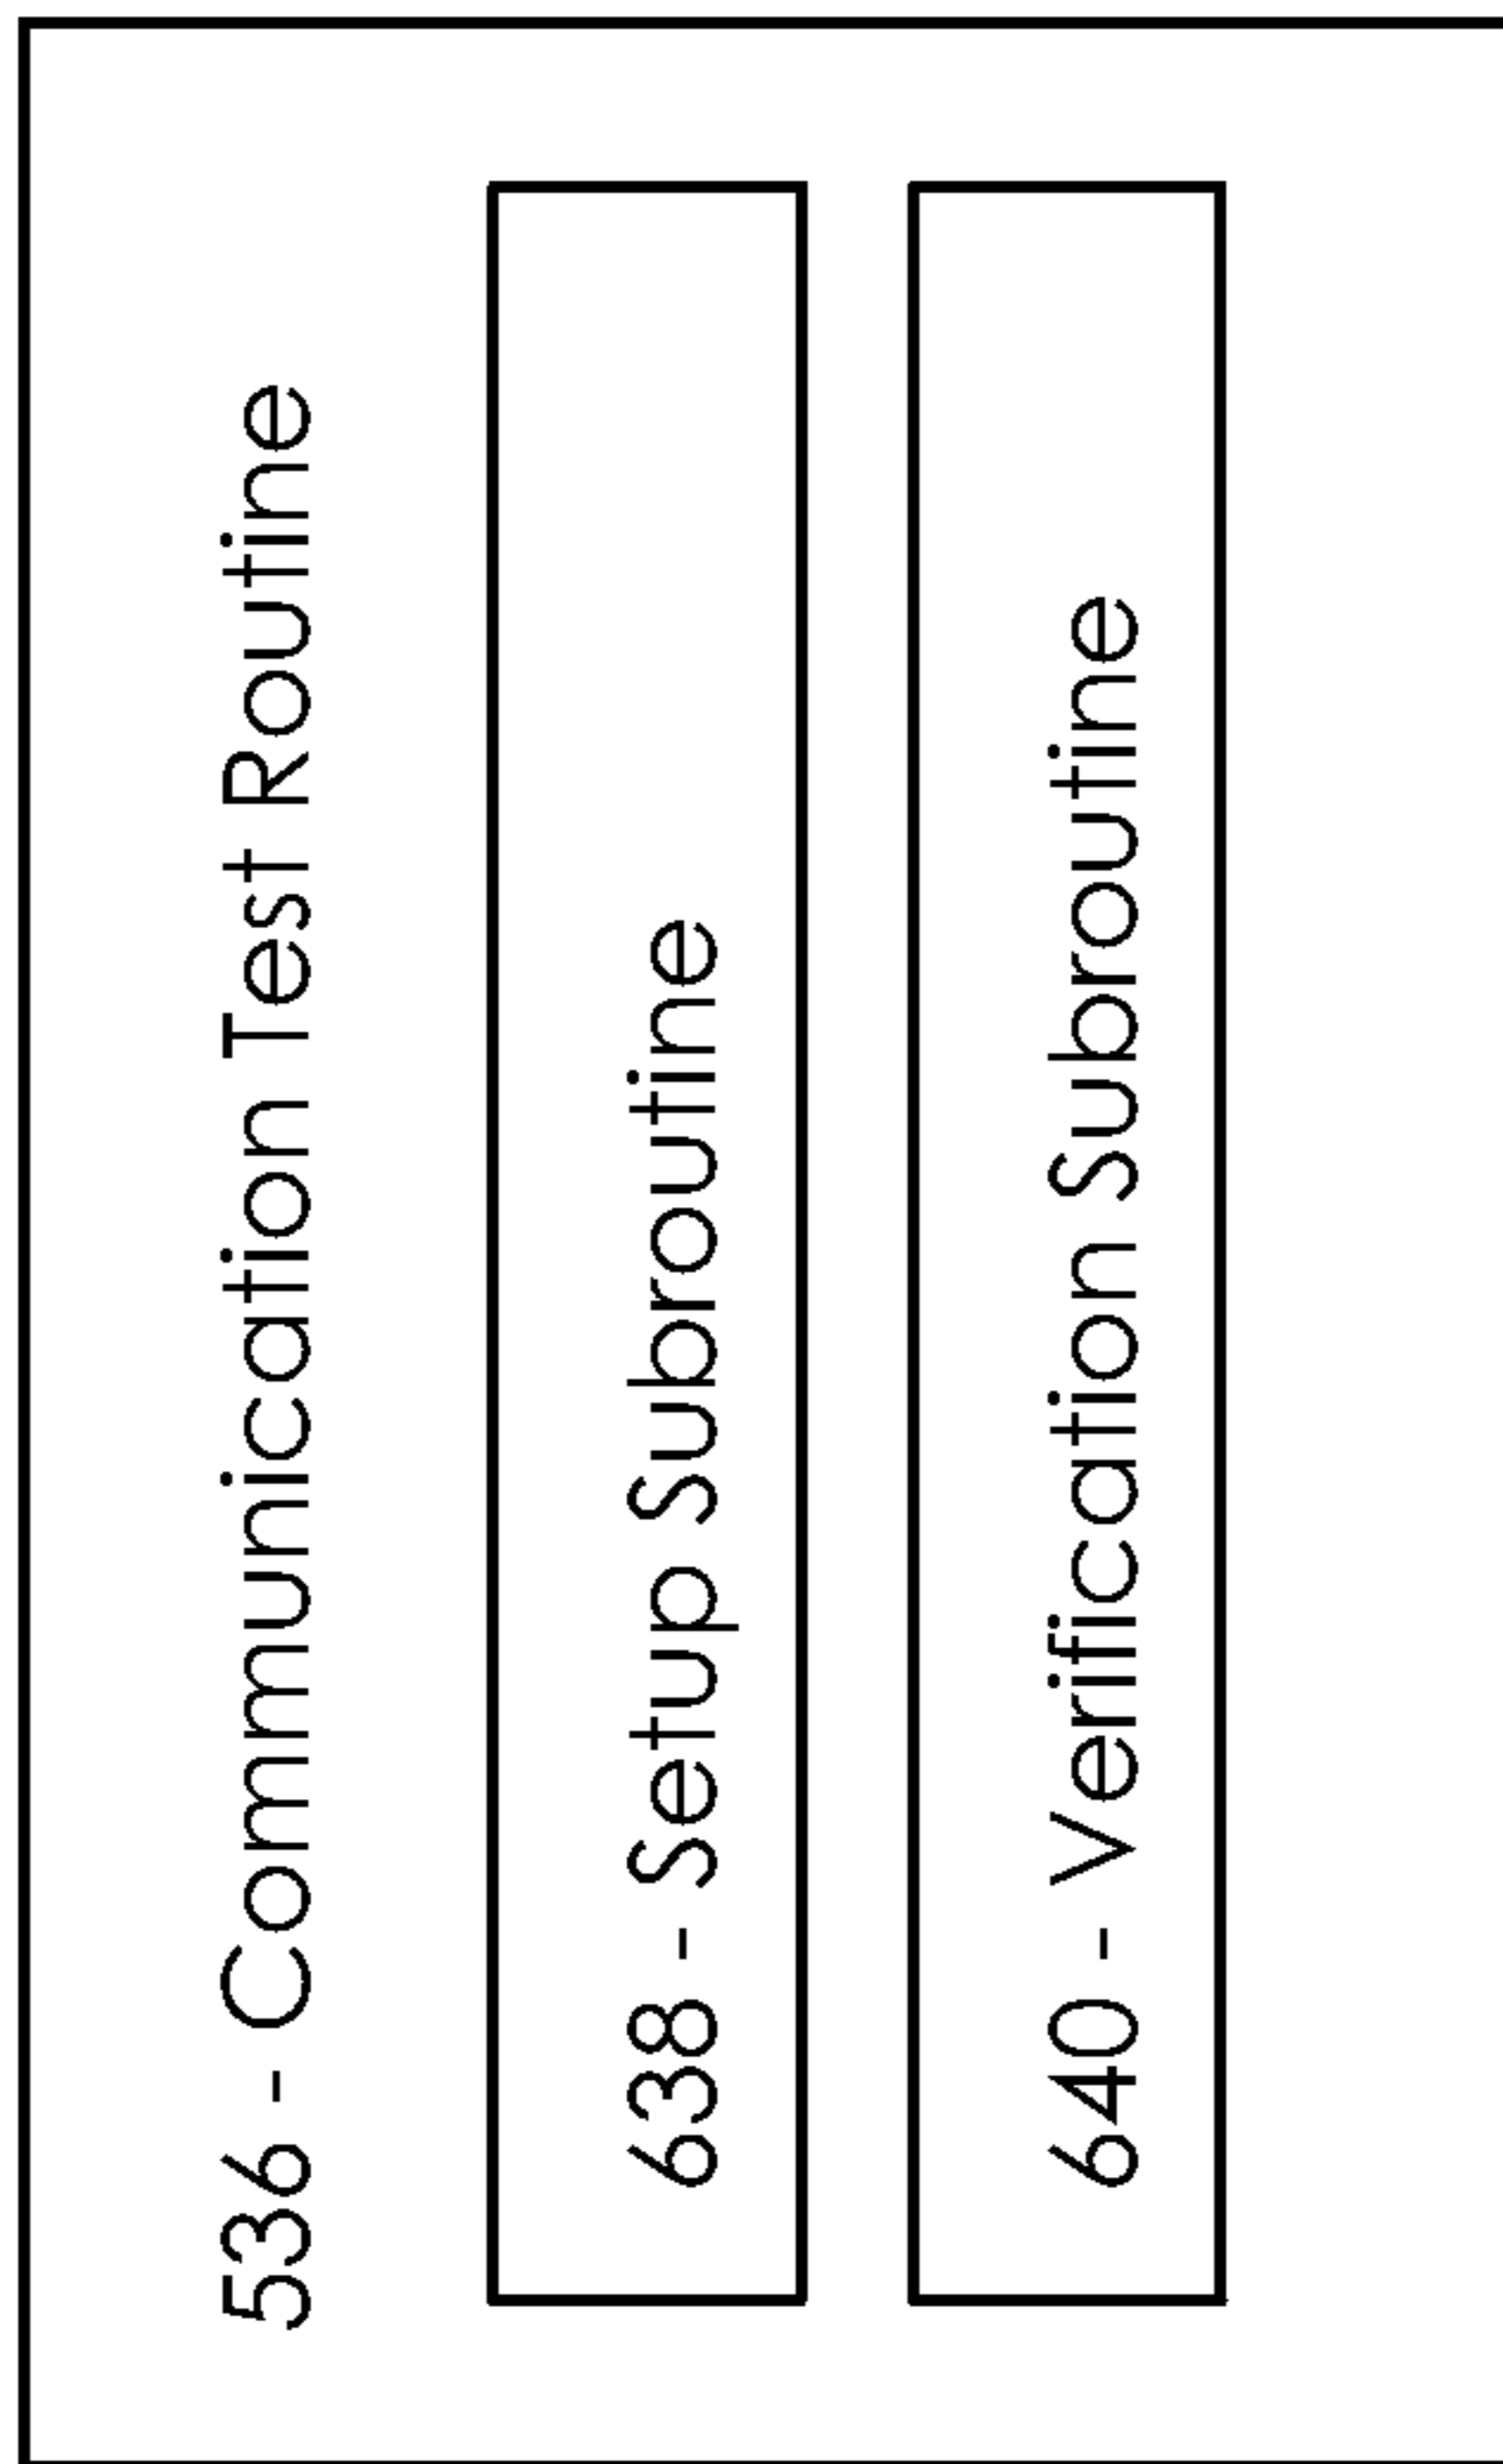 536 - Communication Test Routine
638 - Setup Subroutine
640 - Verification Subroutine